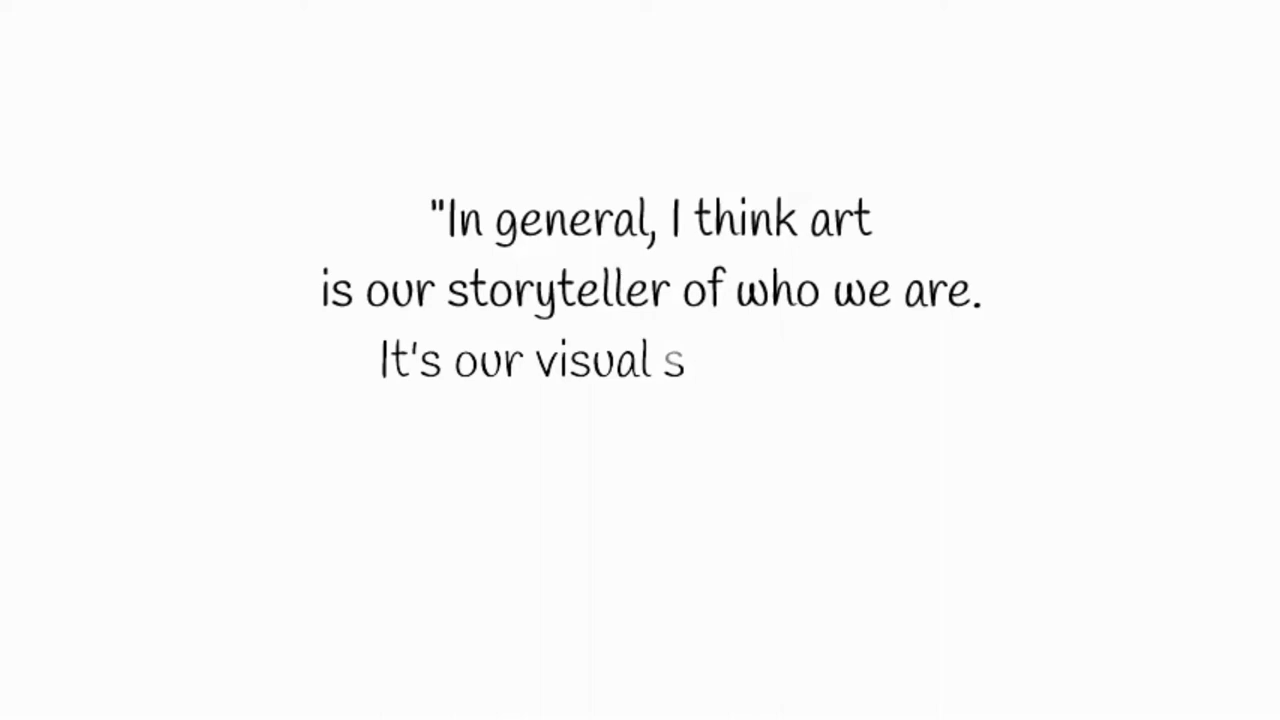 "In general, I think art
is our storyteller of who we are.
It's our visual s